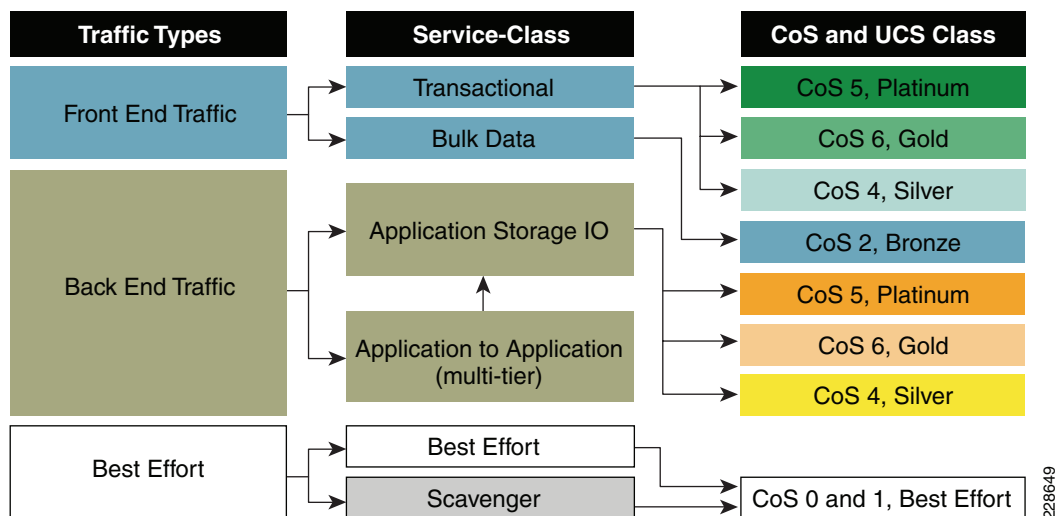 Traffic Types
Service-Class
CoS and UCS Class
Front End Traffic
Transactional
Bulk Data
CoS 5, Platinum
CoS 6, Gold
CoS 4, Silver
CoS 2, Bronze
Back End Traffic
Application Storage IO
Application to Application
(multi-tier)
CoS 5, Platinum
CoS 6, Gold
CoS 4, Silver
Best Effort
Best Effort
Scavenger
CoS 0 and 1, Best Effort
228649